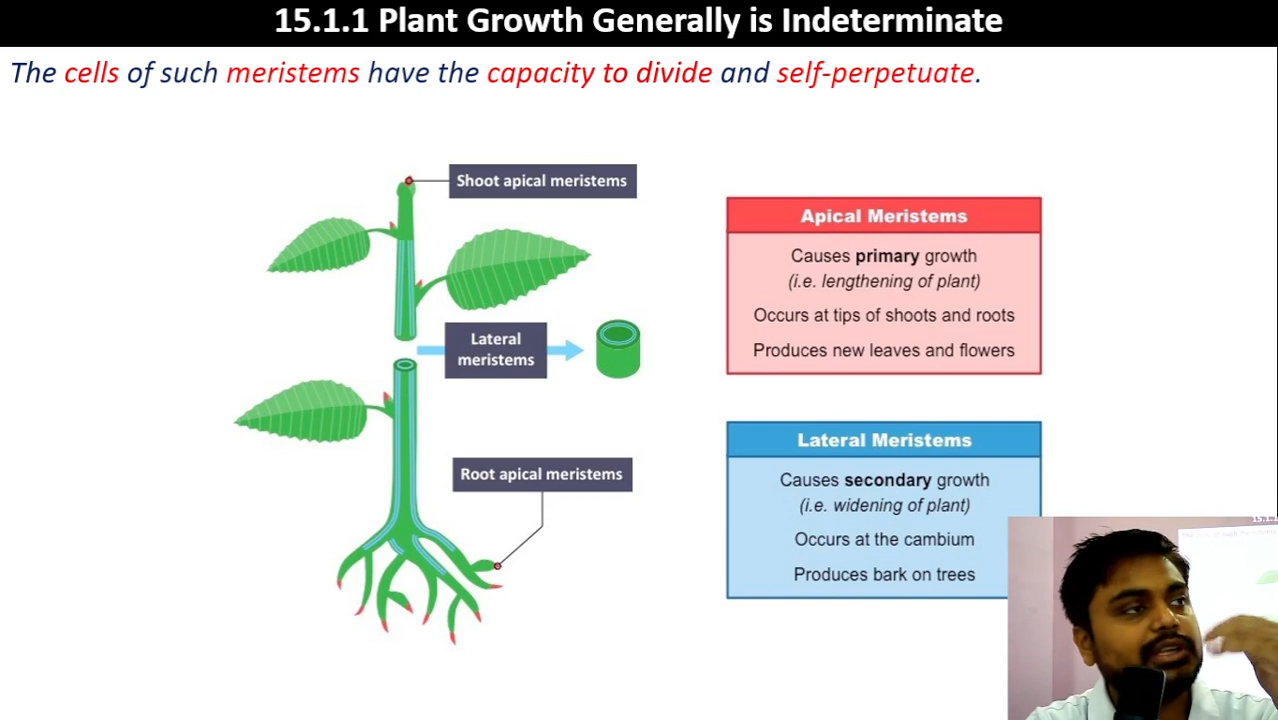 15.1.1 Plant Growth Generally is Indeterminate
The cells of such meristems have the capacity to divide and self-perpetuate.
Shoot apical meristems
Lateral
meristems
Root apical meristems
Apical Meristems
Causes primary growth
(i.e. lengthening of plant)
Occurs at tips of shoots and roots
Produces new leaves and flowers
Lateral Meristems
Causes secondary growth
(i.e. widening of plant)
Occurs at the cambium
Produces bark on trees
15.1.1